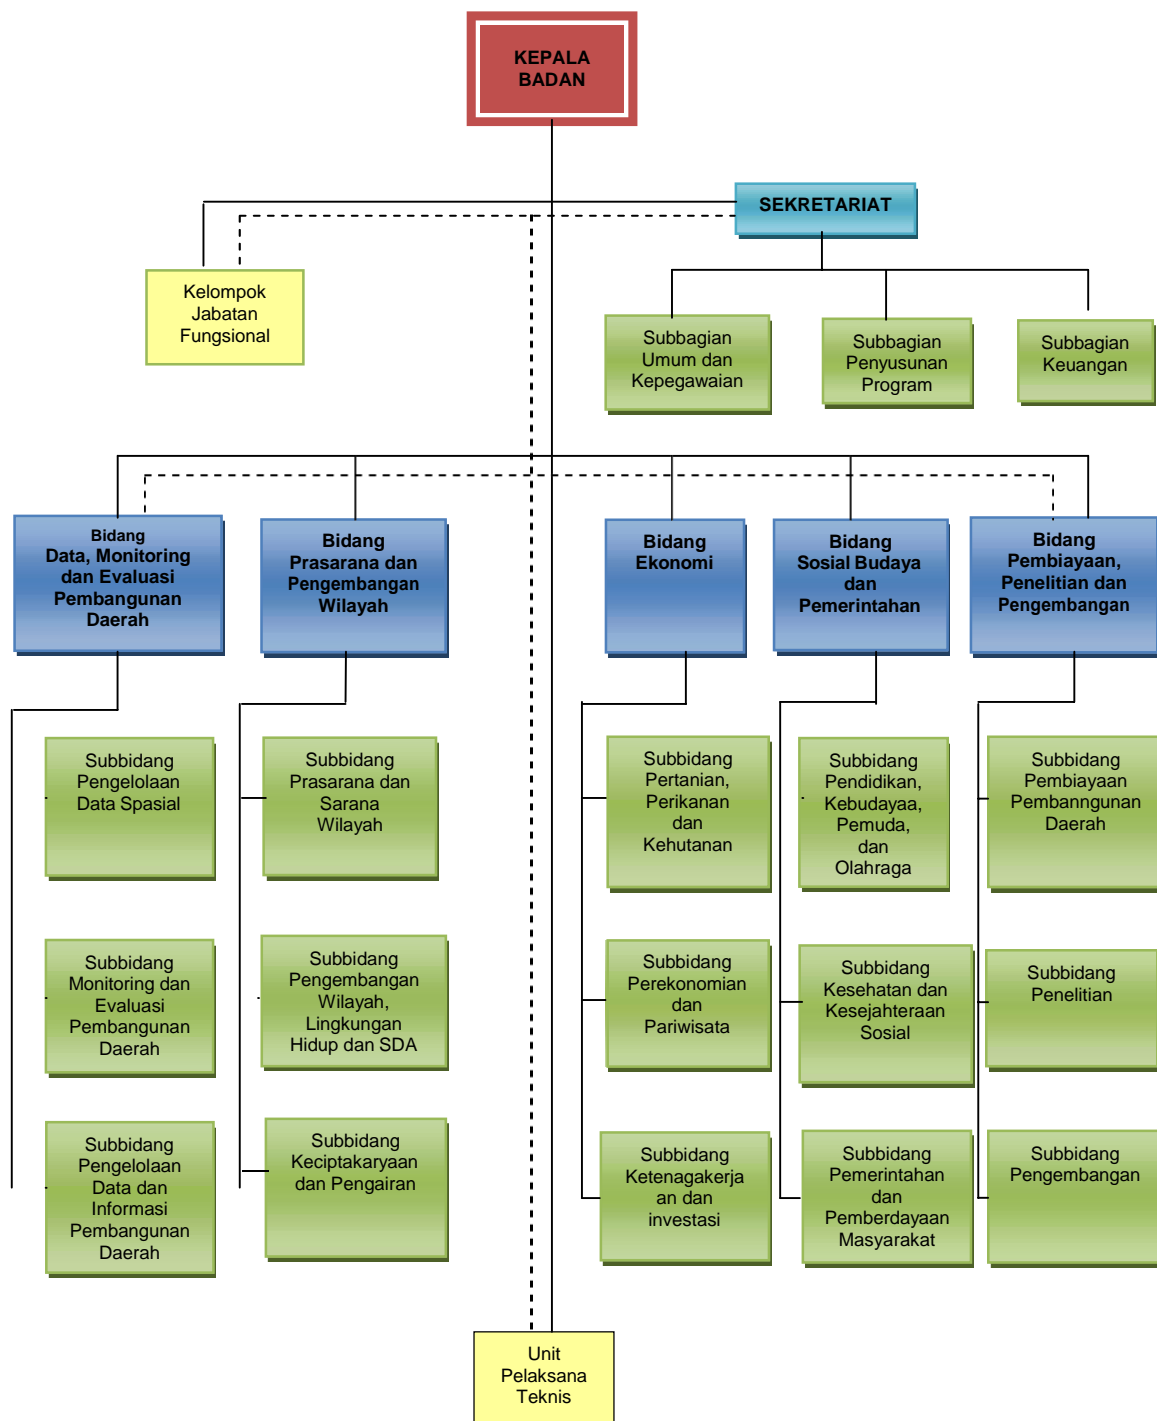 KEPALA
BADAN
SEKRETARIAT
Kelompok
Jabatan
Fungsional
Subbagian
Umum dan
Kepegawaian
Subbagian
Penyusunan
Program
Subbagian
Keuangan
Bidang
Data, Monitoring
dan Evaluasi
Pembangunan
Daerah
Bidang
Prasarana dan
Pengembangan
Wilayah
Bidang
Ekonomi
Bidang
Sosial Budaya
dan
Pemerintahan
Bidang
Pembiayaan,
Penelitian dan
Pengembangan
Subbidang
Pengelolaan
Data Spasial
Subbidang
Prasarana dan
Sarana
Wilayah
Subbidang
Pertanian,
Perikanan
dan
Kehutanan
Subbidang
Pendidikan,
Kebudayaa,
Pemuda,
dan
Olahraga
Subbidang
Pembiayaan
Pembanngunan
Daerah
Subbidang
Monitoring dan
Evaluasi
Pembangunan
Daerah
Subbidang
Pengembangan
Wilayah,
Lingkungan
Hidup dan SDA
Subbidang
Perekonomian
dan
Pariwisata
Subbidang
Kesehatan dan
Kesejahteraan
Sosial
Subbidang
Penelitian
Subbidang
Pengelolaan
Data dan
Informasi
Pembangunan
Daerah
Subbidang
Keciptakaryaan
dan Pengairan
Subbidang
Ketenagakerja
an dan
investasi
Subbidang
Pemerintahan
dan
Pemberdayaan
Masyarakat
Subbidang
Pengembangan
Unit
Pelaksana
Teknis